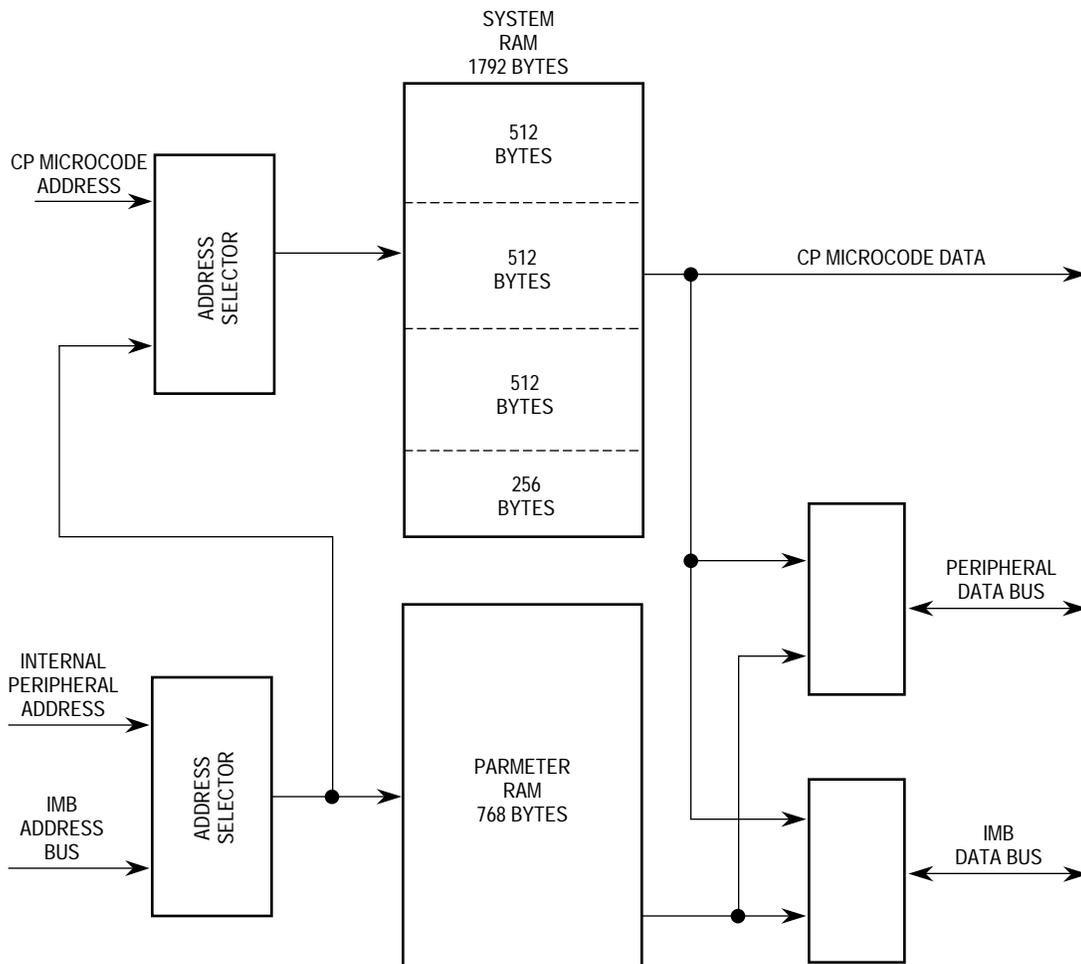 SYSTEM
RAM
1792 BYTES
512
BYTES
CP MICROCODE
ADDRESS
ADDRESS
SELECTOR
512
BYTES
CP MICROCODE DATA
512
BYTES
256
BYTES
PERIPHERAL
DATA BUS
INTERNAL
PERIPHERAL
ADDRESS
ADDRESS
SELECTOR
PARMETER
RAM
768 BYTES
IMB
ADDRESS
BUS
IMB
DATA BUS